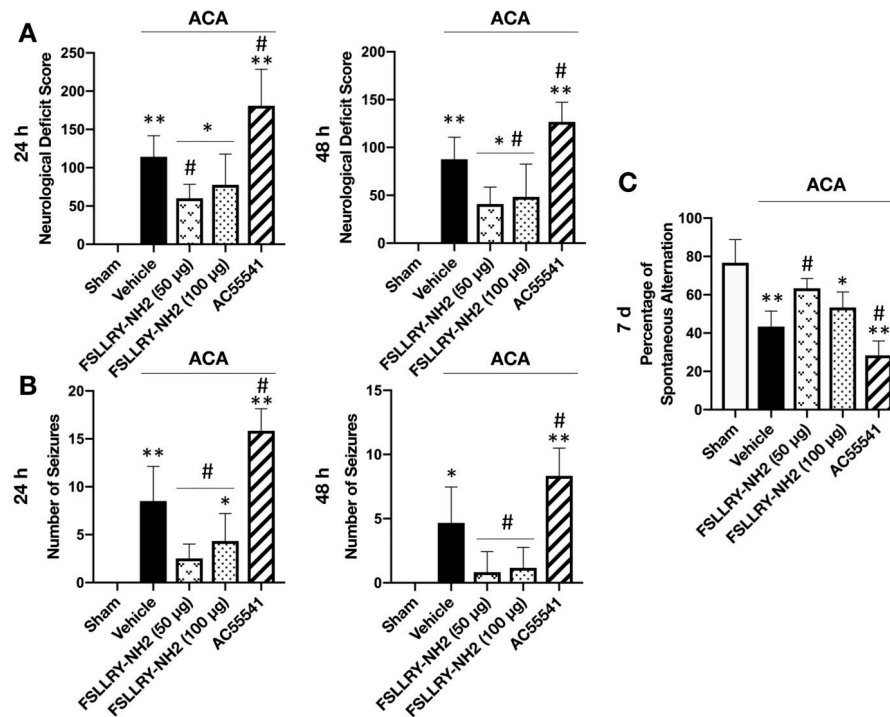 A
ACA
24 h
Neurological Deficit Score
250
200
150
100
50
0
#
**
**
*
#
Sham
Vehicle
FSLLRY-NH2 (50 µg)
FSLLRY-NH2 (100 µg)
AC55541
ACA
48 h
Neurological Deficit Score
200
150
100
50
0
#
**
**
* #
Sham
Vehicle
FSLLRY-NH2 (50 µg)
FSLLRY-NH2 (100 µg)
AC55541
B
ACA
24 h
Number of Seizures
20
15
10
5
0
#
**
**
#
*
Sham
Vehicle
FSLLRY-NH2 (50 µg)
FSLLRY-NH2 (100 µg)
AC55541
ACA
48 h
Number of Seizures
15
10
5
0
#
**
*
#
Sham
Vehicle
FSLLRY-NH2 (50 µg)
FSLLRY-NH2 (100 µg)
AC55541
C
ACA
7 d
Percentage of
Spontaneous Alternation
100
80
60
40
20
0
**
#
*
#
**
Sham
Vehicle
FSLLRY-NH2 (50 µg)
FSLLRY-NH2 (100 µg)
AC55541